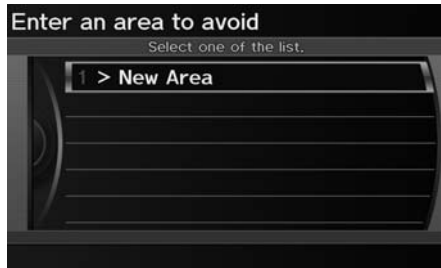 Enter an area to avoid
Select one of the list.
1 > New Area